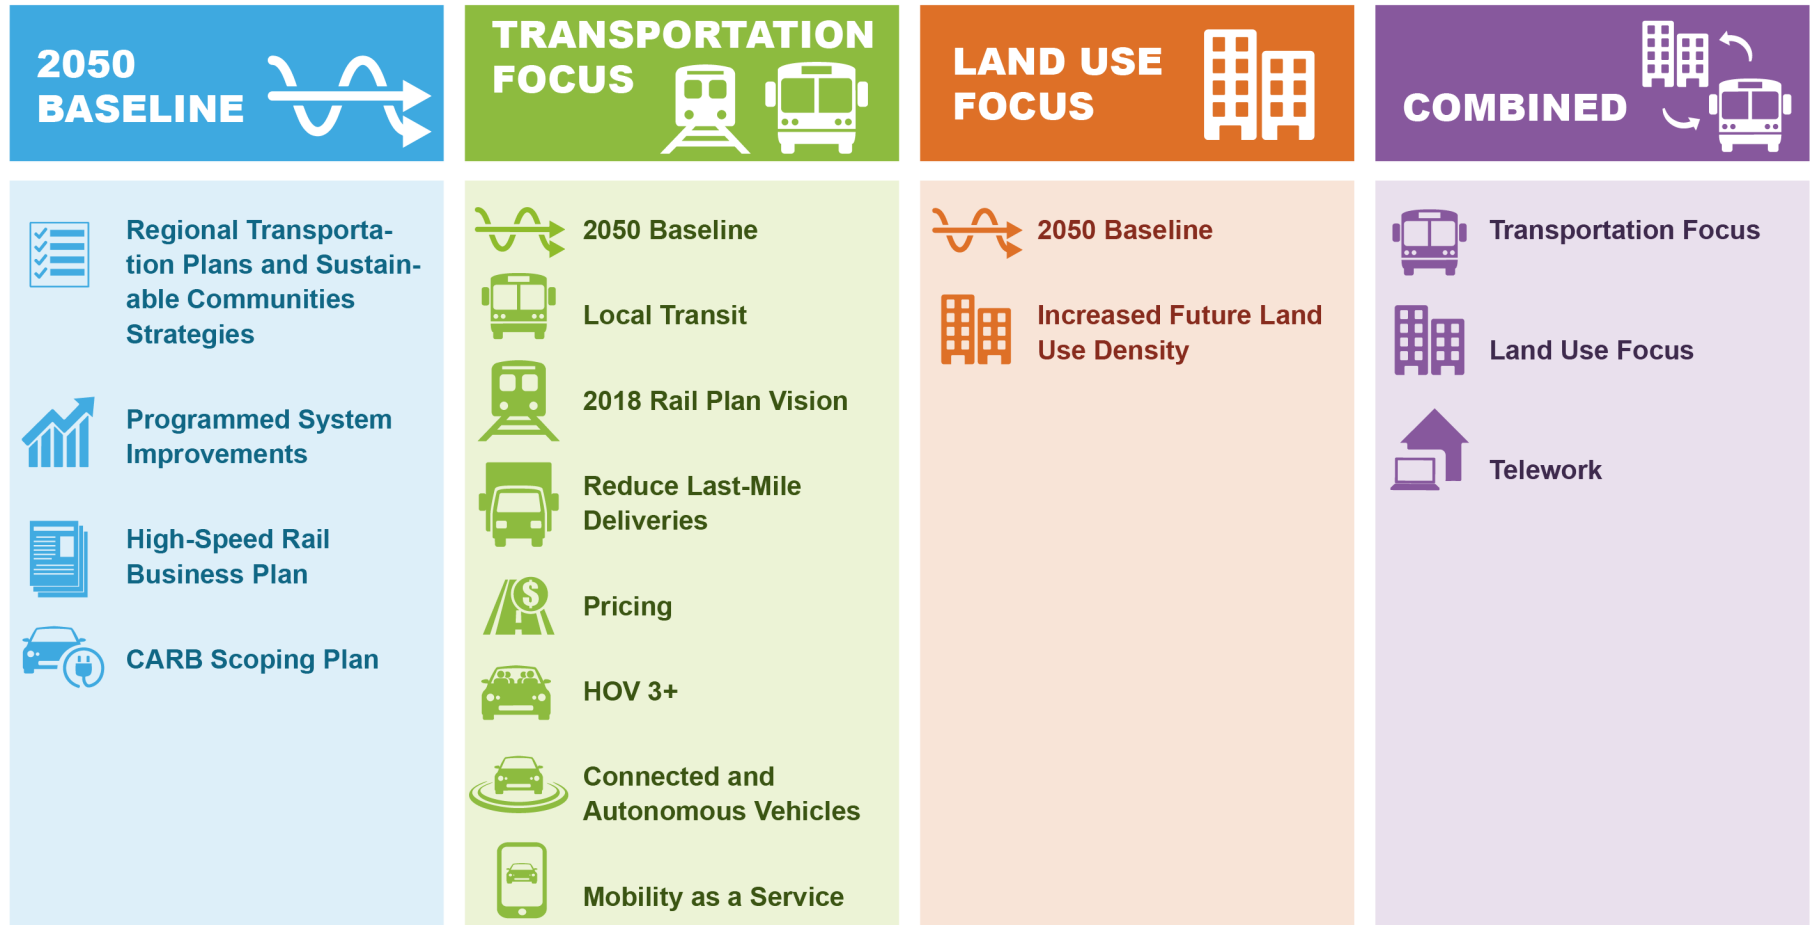 2050
BASELINE
Regional Transporta-
tion Plans and Sustain-
able Communities
Strategies
Programmed System
Improvements
High-Speed Rail
Business Plan
CARB Scoping Plan
TRANSPORTATION
FOCUS
2050 Baseline
Local Transit
2018 Rail Plan Vision
Reduce Last-Mile
Deliveries
$
Pricing
HOV 3+
Connected and
Autonomous Vehicles
Mobility as a Service
LAND USE
FOCUS
2050 Baseline
Increased Future Land
Use Density
COMBINED
Transportation Focus
Land Use Focus
Telework